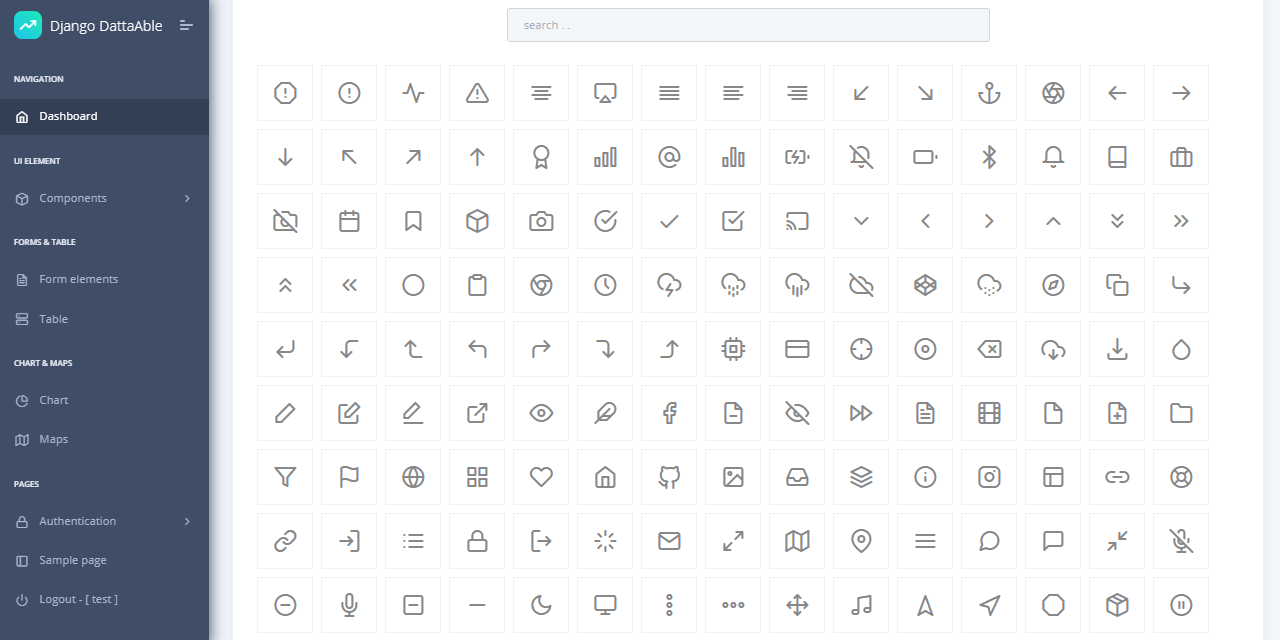 Django DattaAble
search . .
NAVIGATION
Dashboard
UI ELEMENT
Components
FORMS & TABLE
Form elements
Table
CHART & MAPS
Chart
Maps
PAGES
Authentication
Sample page
Logout - [ test ]